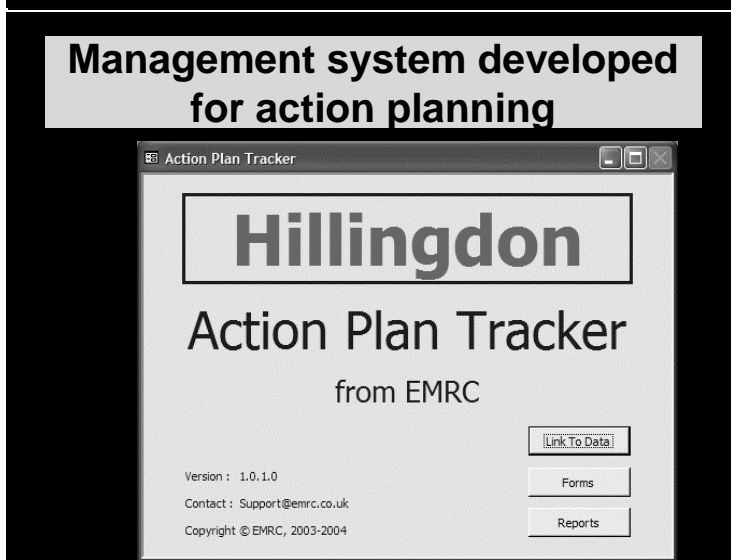 Management system developed
for action planning
Action Plan Tracker
Hillingdon
Action Plan Tracker
from EMRC
Link To Data
Version : 1.0.1.0
Forms
Contact : Support@emrc.co.uk
Copyright © EMRC, 2003-2004
Reports